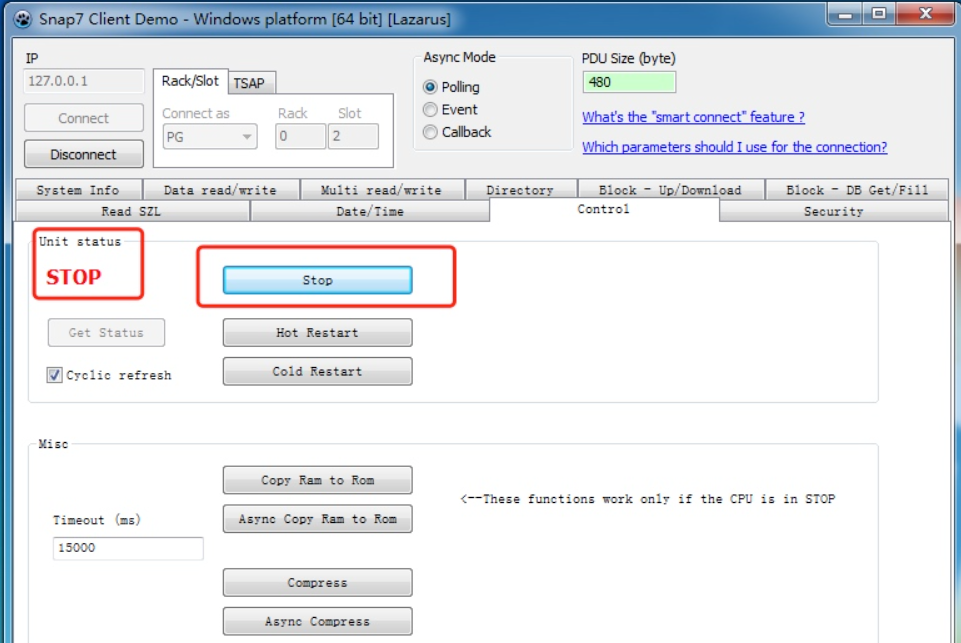 Snap7 Client Demo - Windows platform [64 bit] [Lazarus]
IP
127.0.0.1
Connect
Disconnect
Rack/Slot TSAP
Connect as Rack Slot
PG 0 2
Async Mode
Polling
Event
Callback
PDU Size (byte)
480
What's the "smart connect" feature ?
Which parameters should I use for the connection?
System Info Data read/write Multi read/write Directory Block - Up/Download Block - DB Get/Fill
Read SZL Date/Time Control Security
Unit status
STOP
Stop
Get Status
Hot Restart
Cyclic refresh
Cold Restart
Misc
Copy Ram to Rom
<--These functions work only if the CPU is in STOP
Timeout (ms)
Async Copy Ram to Rom
15000
Compress
Async Compress